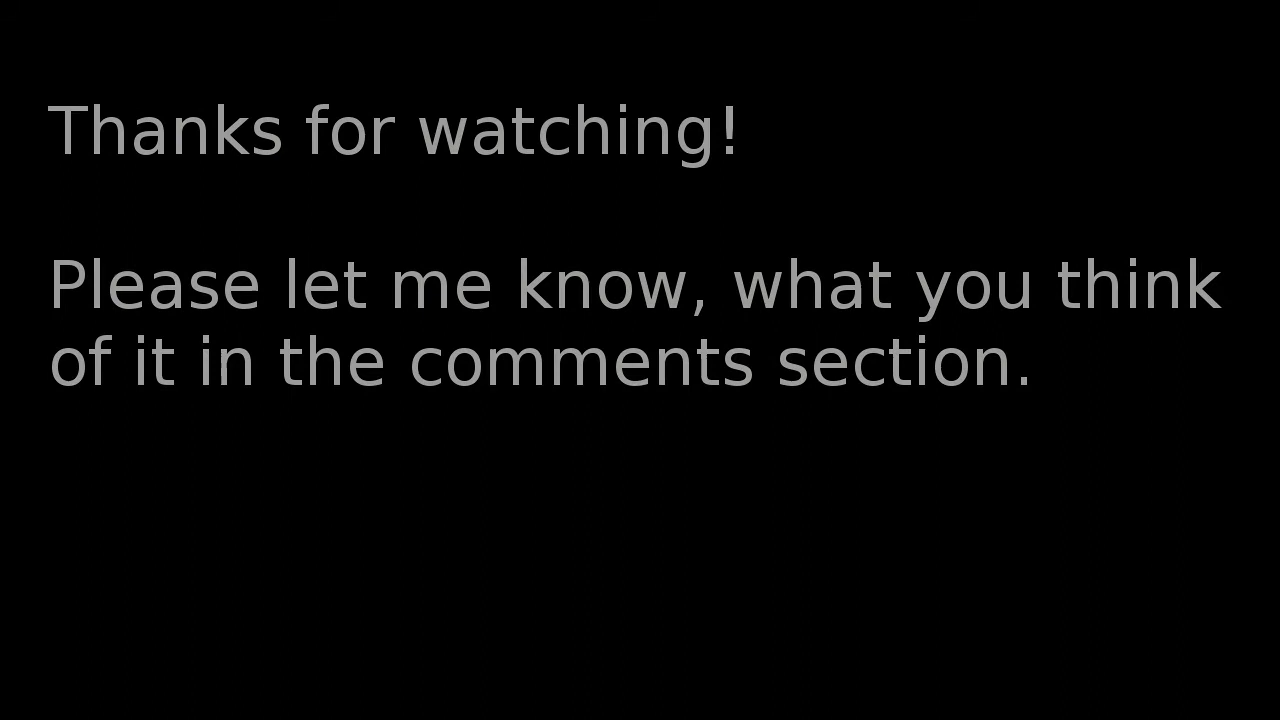 Thanks for watching!
Please let me know, what you think
of it in the comments section.